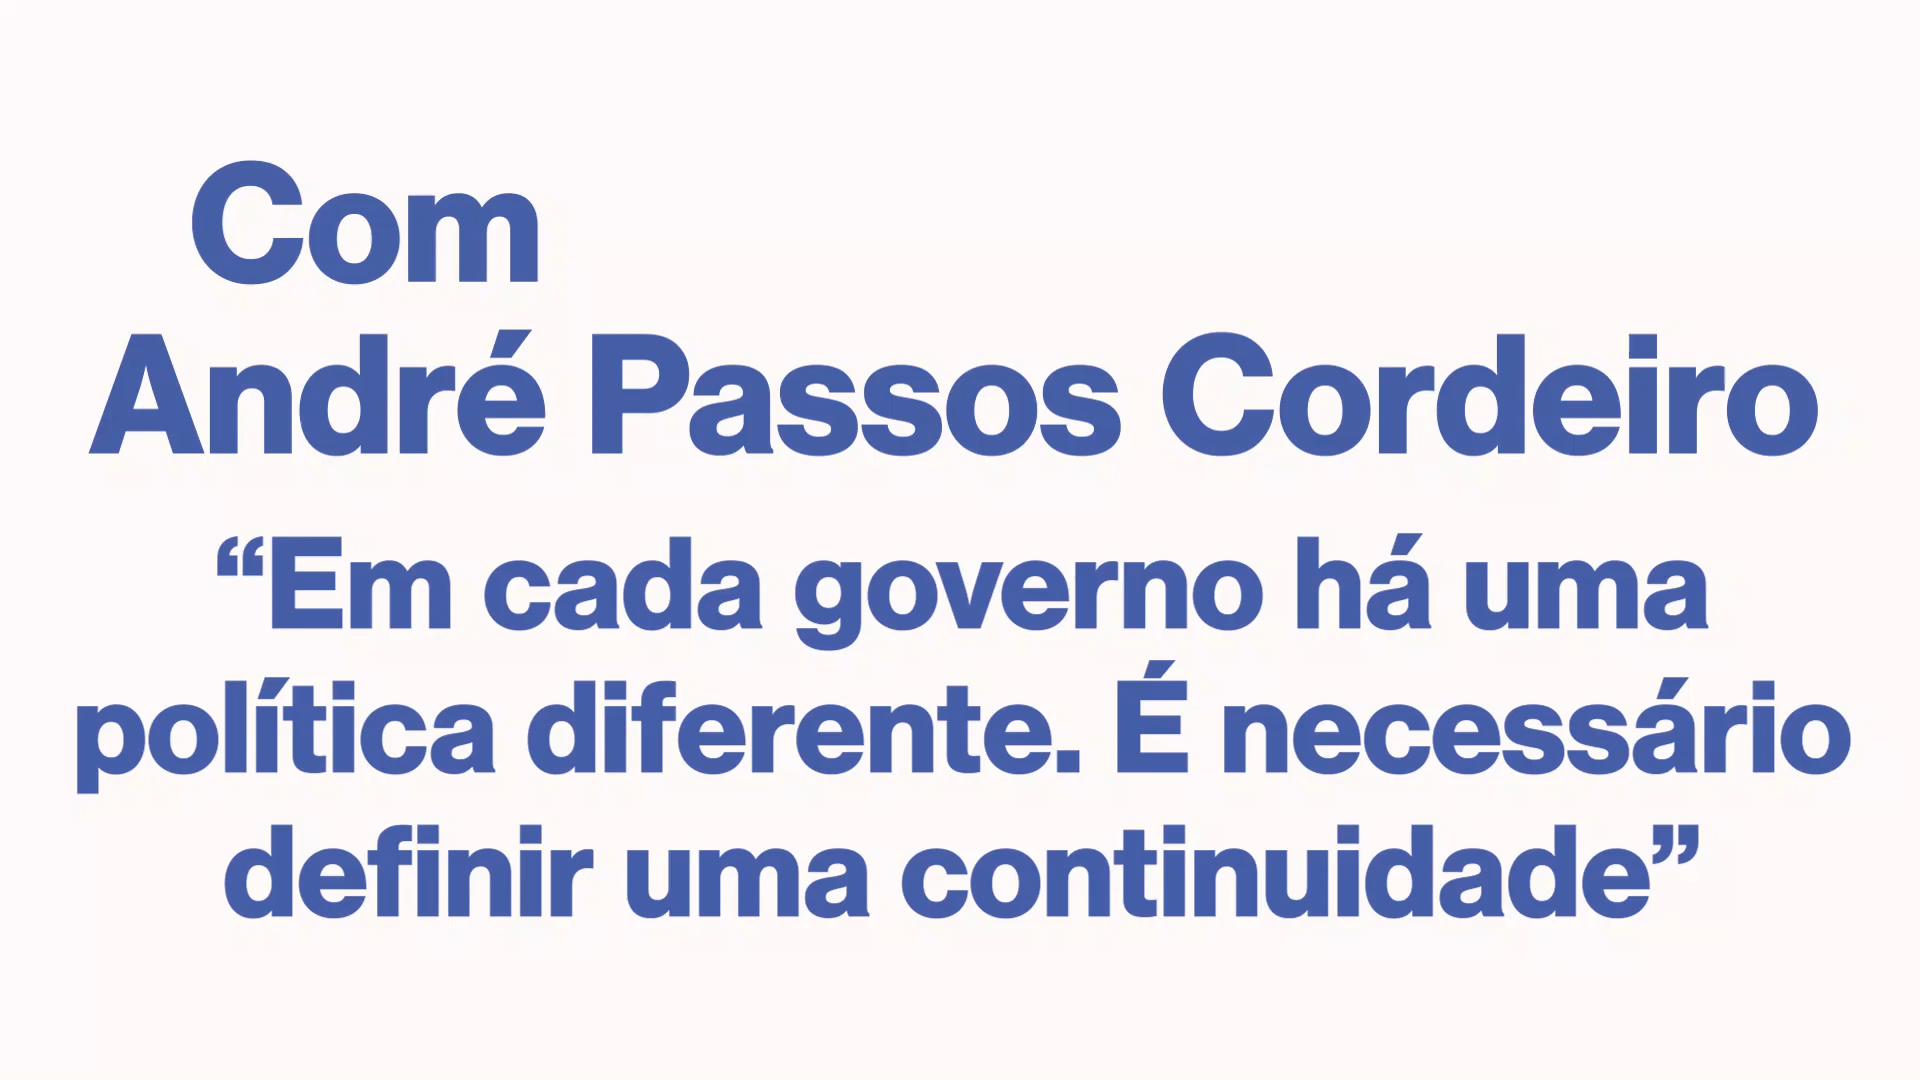 Com
André Passos Cordeiro
“Em cada governo há uma
política diferente. É necessário
definir uma continuidade”